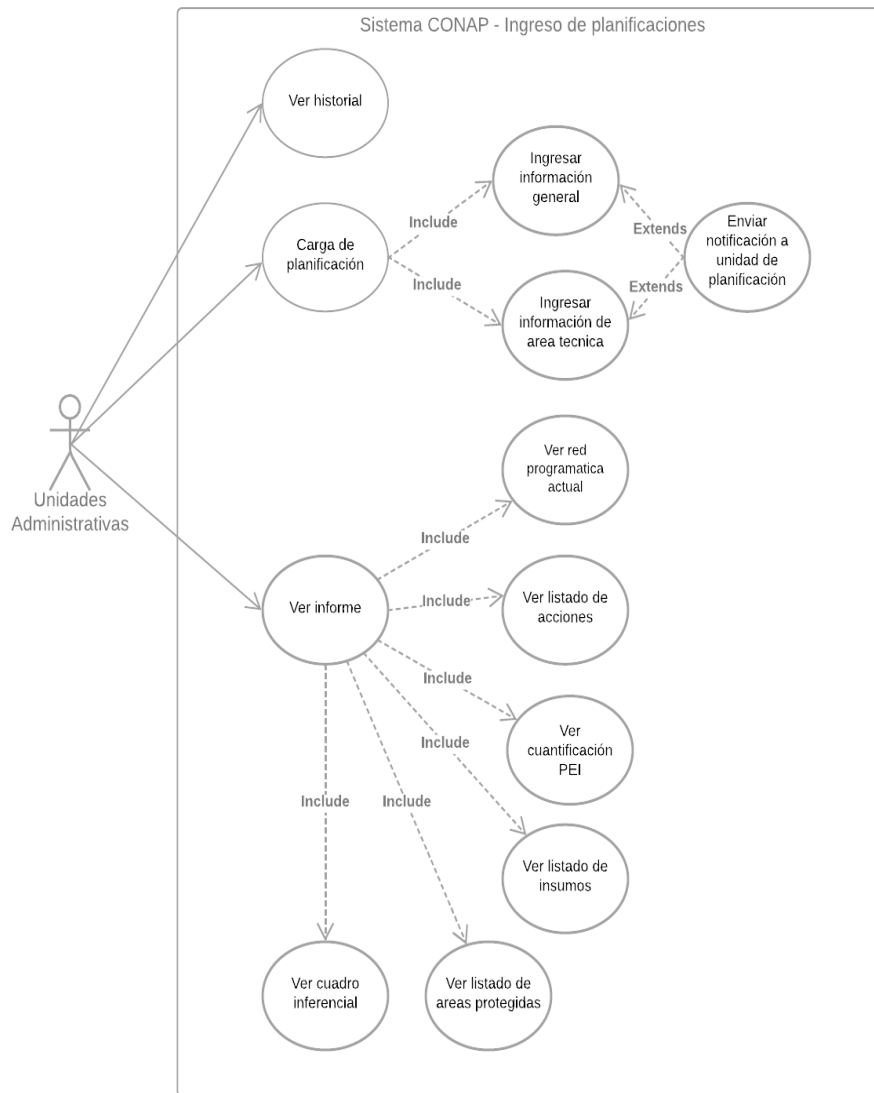 Sistema CONAP - Ingreso de planificaciones
Ver historial
Ingresar
información
general
Include
Carga de
planificación
Extends
Enviar
notificación a
unidad de
planificación
Include
Extends
Ingresar
información de
area tecnica
Unidades
Administrativas
Ver red
programatica
actual
Include
Ver informe
Include
Ver listado de
acciones
Include
Ver
cuantificación
PEI
Include
Include
Include
Ver listado de
insumos
Ver cuadro
inferencial
Ver listado de
areas protegidas